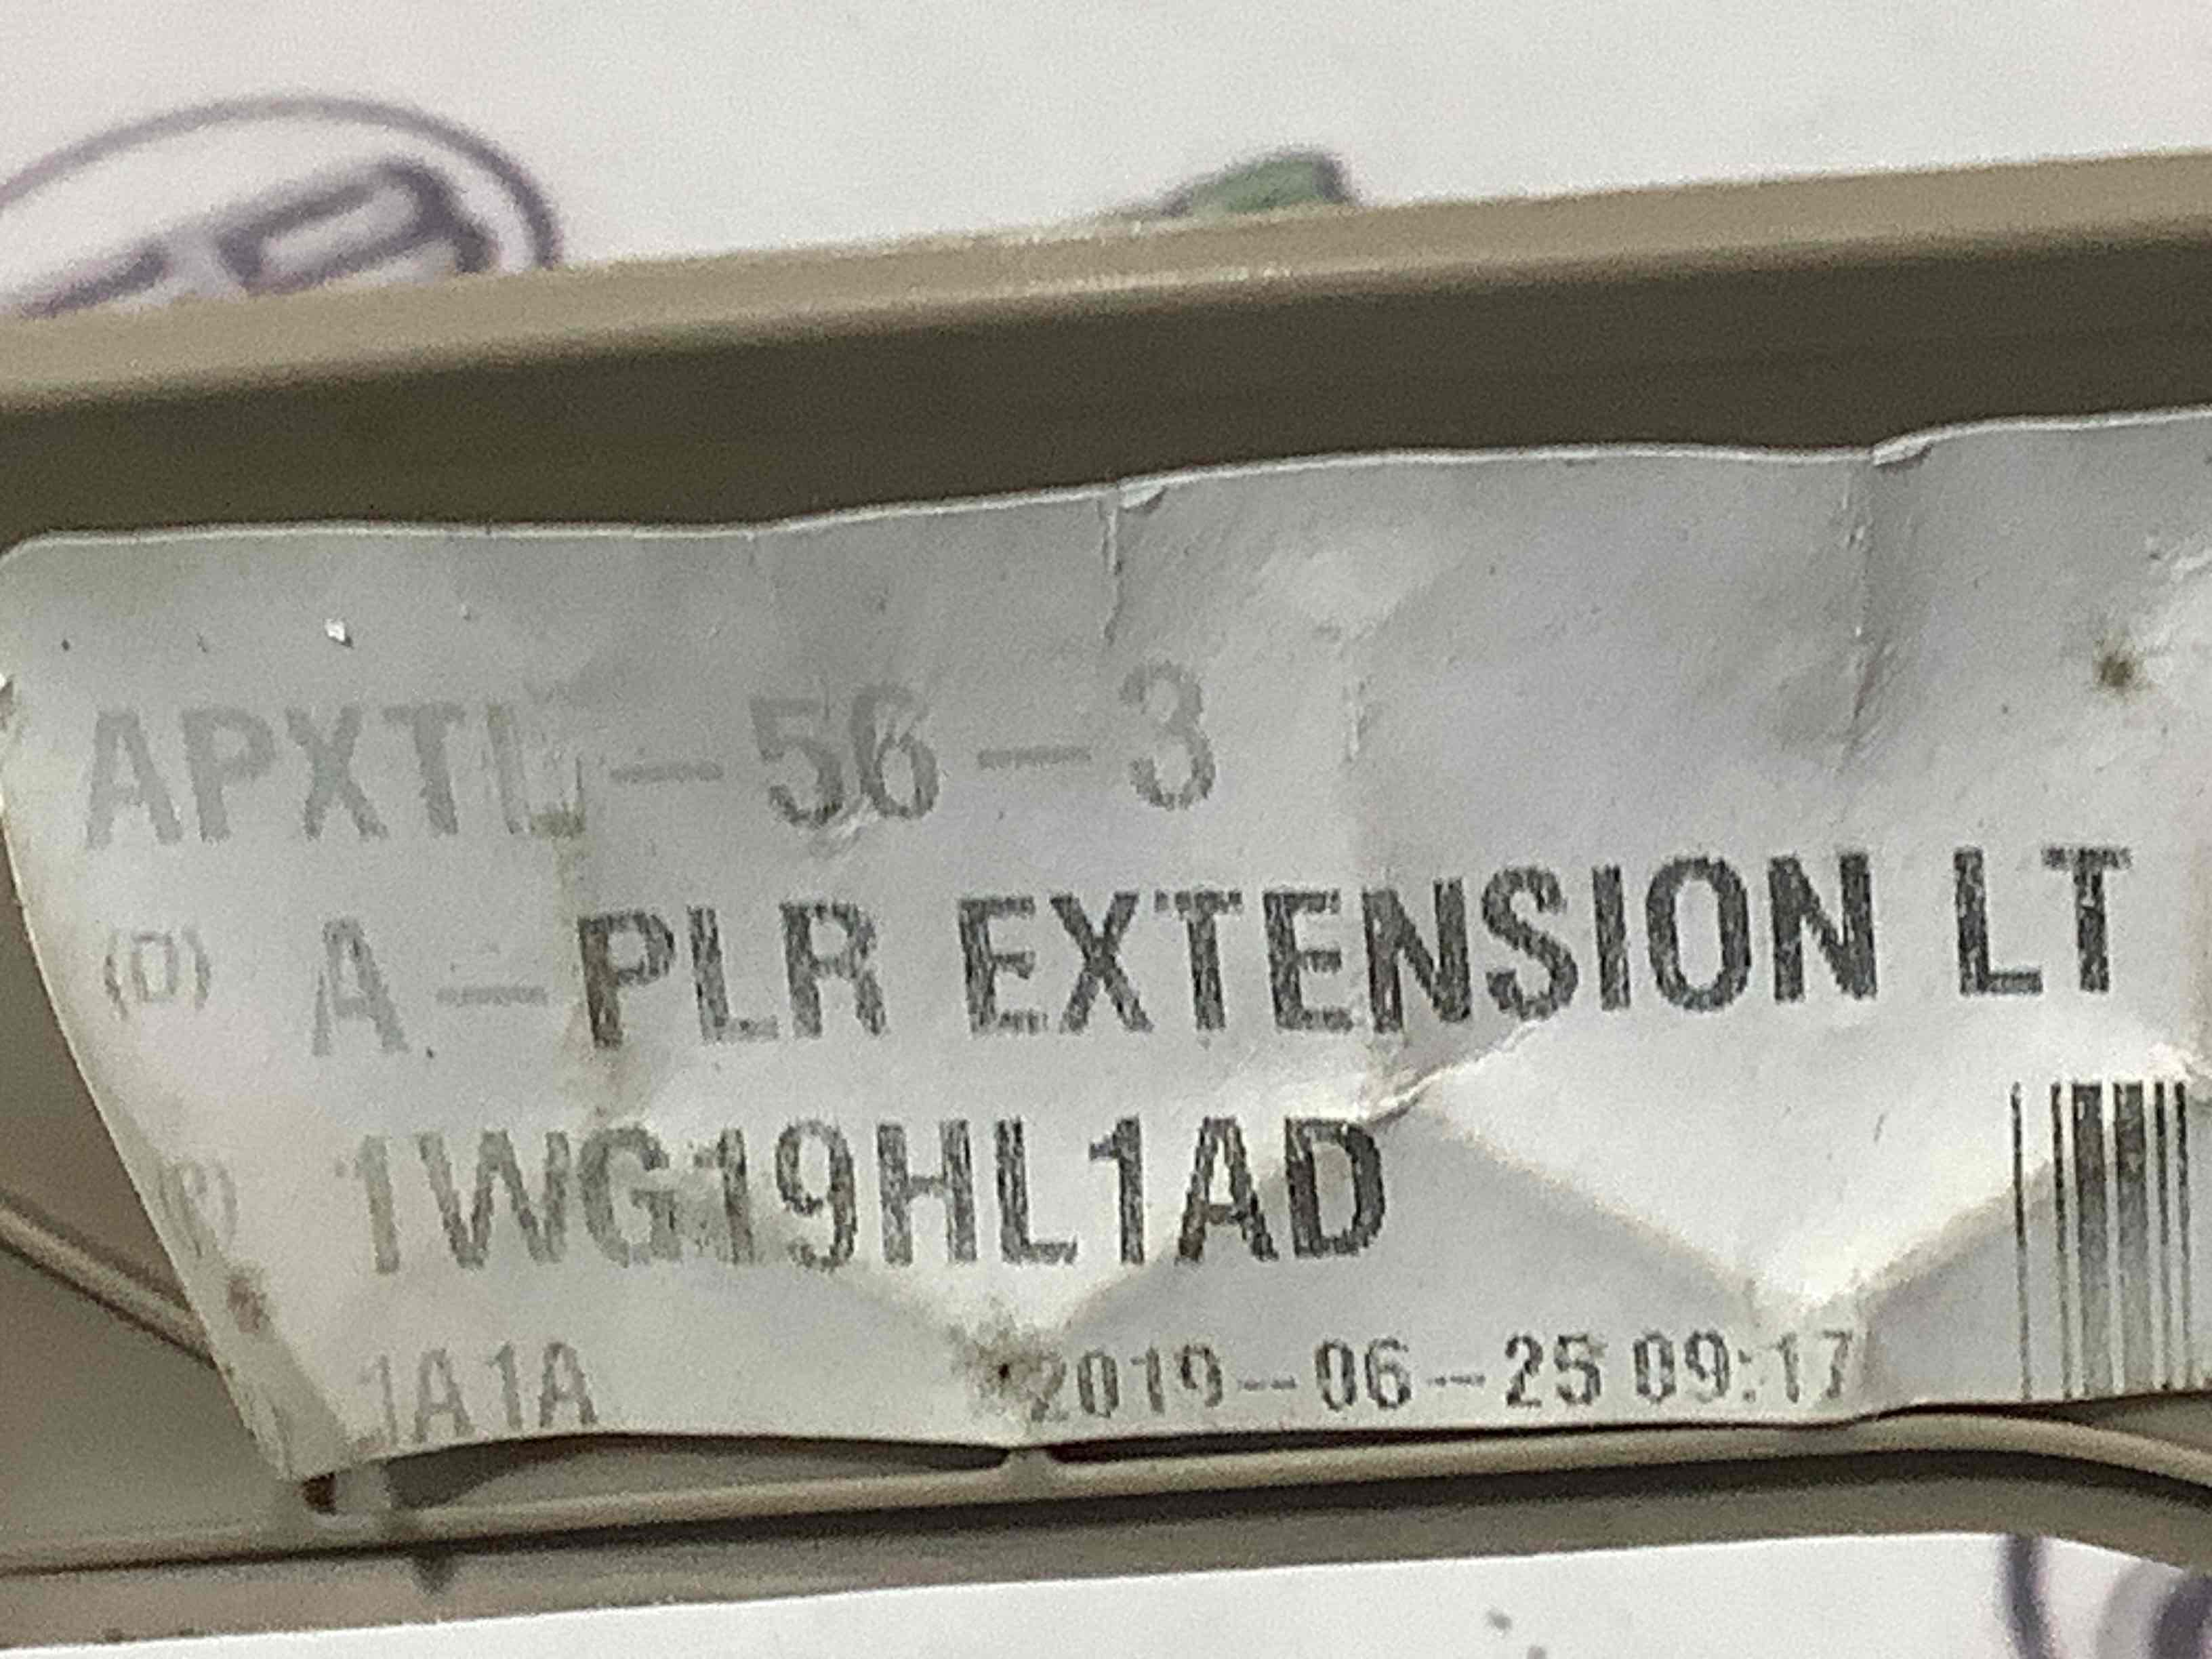 APXTL-56-3
(D) A-PLR EXTENSION LT
(P) 1WG19HL1AD
1A1A 2019-06-25 09:17